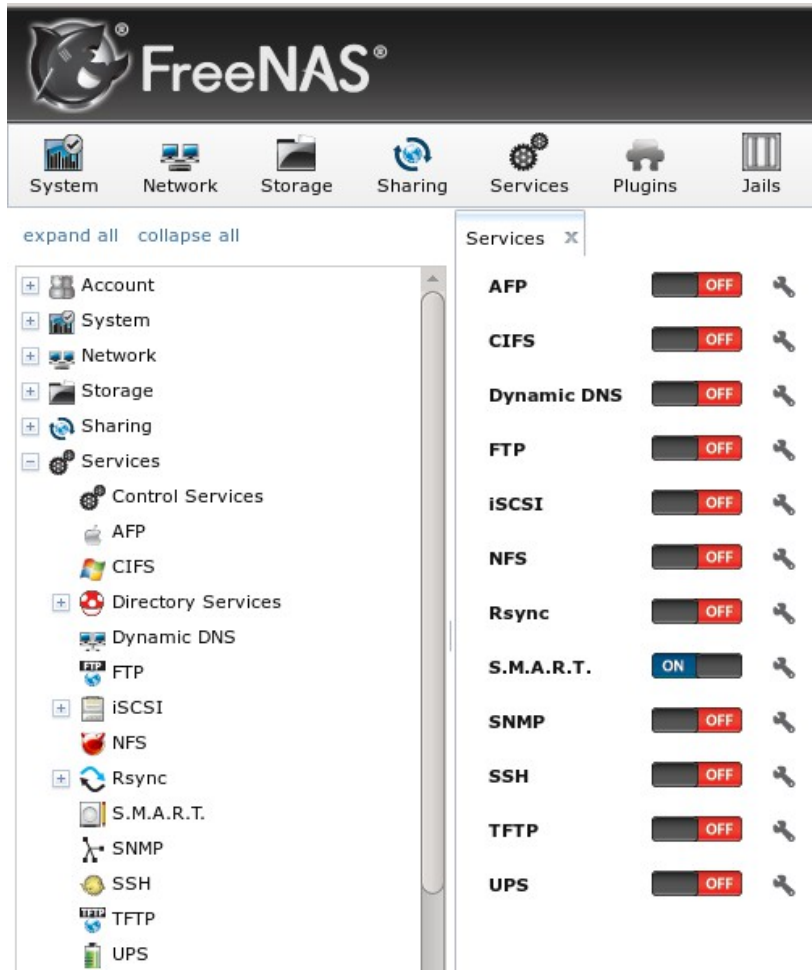 FreeNAS®
System Network Storage Sharing Services Plugins Jails
expand all collapse all
Account
System
Network
Storage
Sharing
Services
Control Services
AFP
CIFS
Directory Services
Dynamic DNS
FTP
iSCSI
NFS
Rsync
S.M.A.R.T.
SNMP
SSH
TFTP
UPS
Services X
AFP OFF
CIFS OFF
Dynamic DNS OFF
FTP OFF
iSCSI OFF
NFS OFF
Rsync OFF
S.M.A.R.T. ON
SNMP OFF
SSH OFF
TFTP OFF
UPS OFF